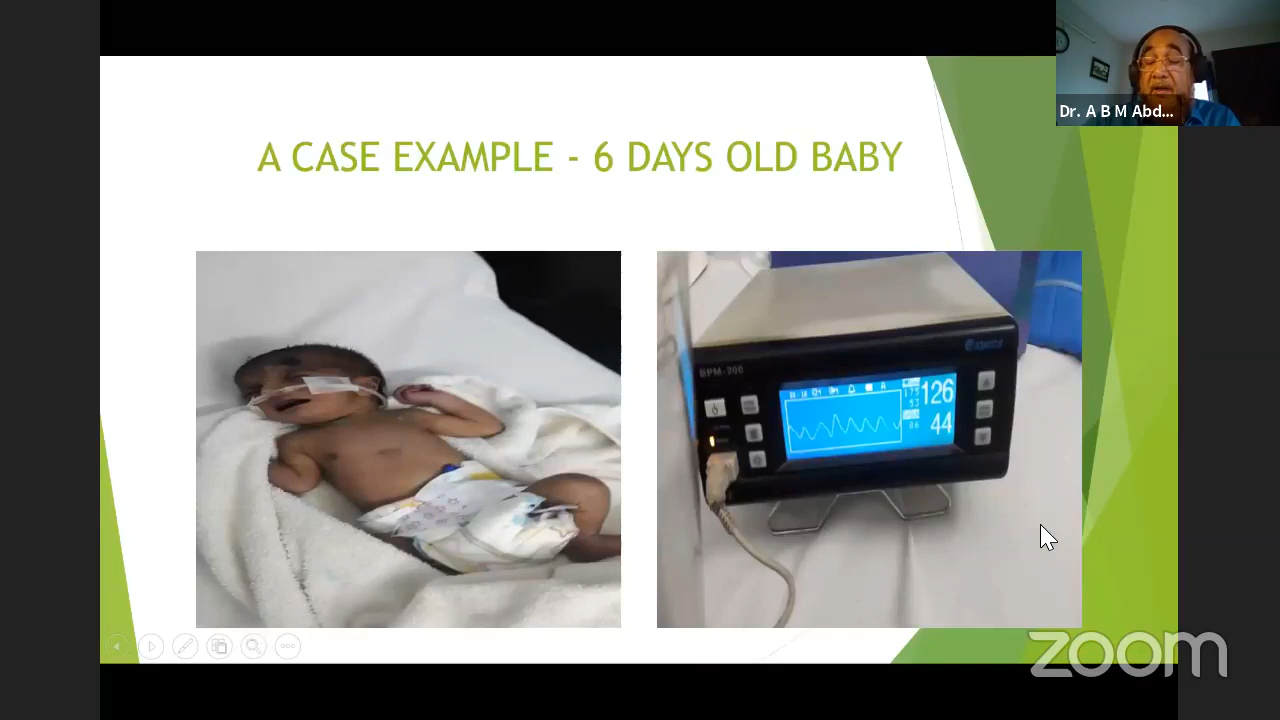 Dr. A B M Abd...
A CASE EXAMPLE - 6 DAYS OLD BABY
BPM-200
126
44
zoom